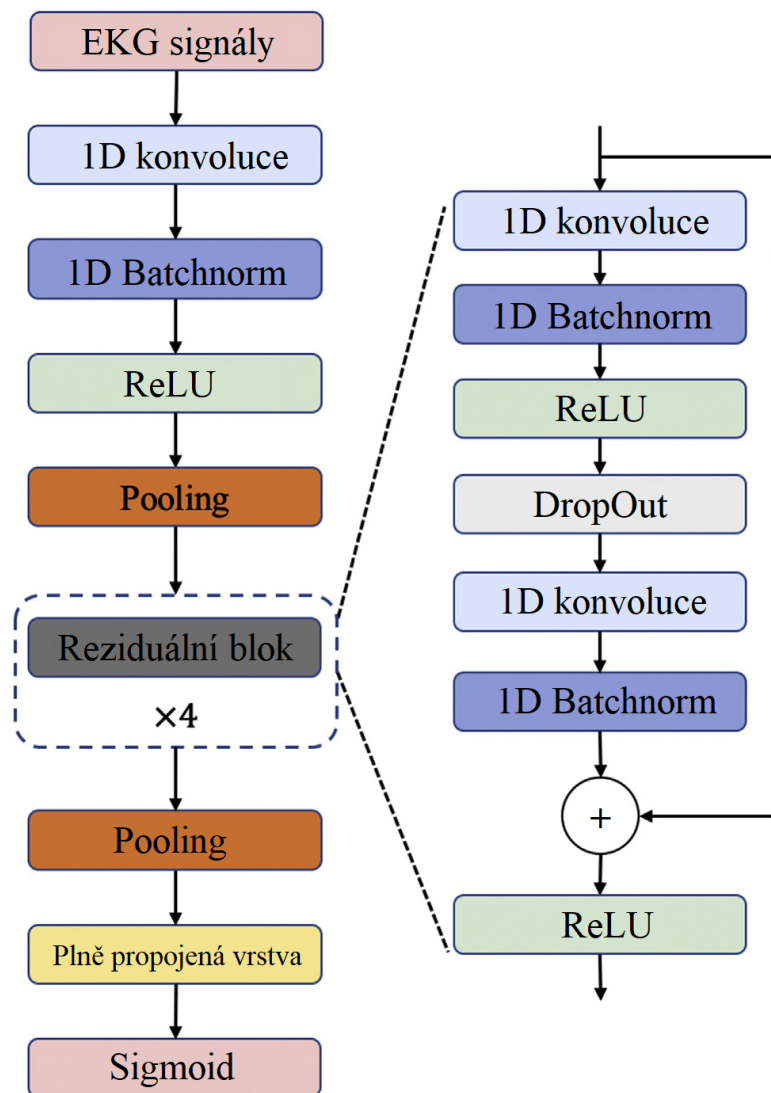 EKG signály
1D konvoluce
1D Batchnorm
ReLU
Pooling
Reziduální blok
×4
Pooling
Plně propojená vrstva
Sigmoid
1D konvoluce
1D Batchnorm
ReLU
DropOut
1D konvoluce
1D Batchnorm
+
ReLU